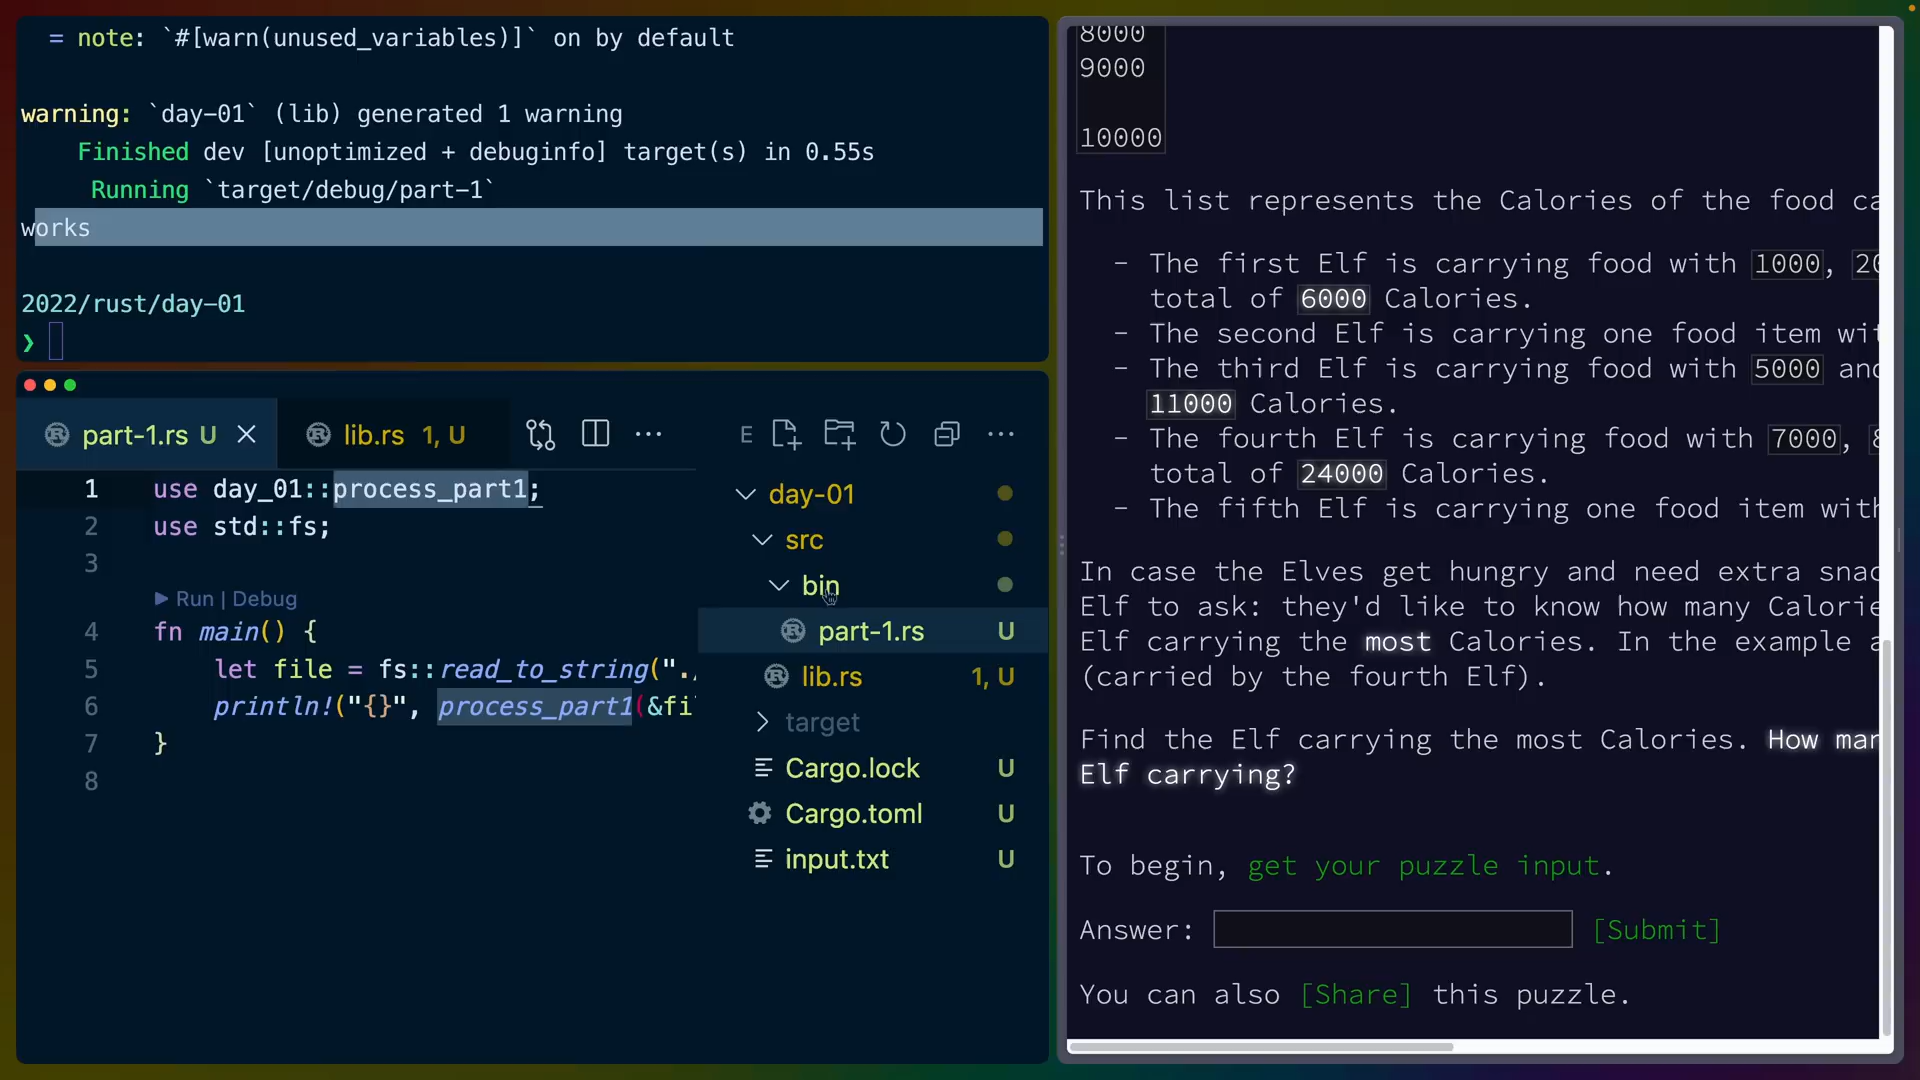 = note: `#[warn(unused_variables)]` on by default
warning: `day-01` (lib) generated 1 warning
Finished dev [unoptimized + debuginfo] target(s) in 0.55s
Running `target/debug/part-1`
works
2022/rust/day-01
❯
part-1.rs U
lib.rs 1, U
E
1 use day_01::process_part1;
2 use std::fs;
3
Run | Debug
4 fn main() {
5 let file = fs::read_to_string("./
6 println!("{}", process_part1(&fi
7 }
8
day-01
src
bin
part-1.rs U
lib.rs 1, U
target
Cargo.lock U
Cargo.toml U
input.txt U
8000
9000
10000
This list represents the Calories of the food ca
- The first Elf is carrying food with 1000, 20
total of 6000 Calories.
- The second Elf is carrying one food item wit
- The third Elf is carrying food with 5000 and
11000 Calories.
- The fourth Elf is carrying food with 7000, 8
total of 24000 Calories.
- The fifth Elf is carrying one food item with
In case the Elves get hungry and need extra snac
Elf to ask: they'd like to know how many Calorie
Elf carrying the most Calories. In the example a
(carried by the fourth Elf).
Find the Elf carrying the most Calories. How man
Elf carrying?
To begin, get your puzzle input.
Answer: [Submit]
You can also [Share] this puzzle.